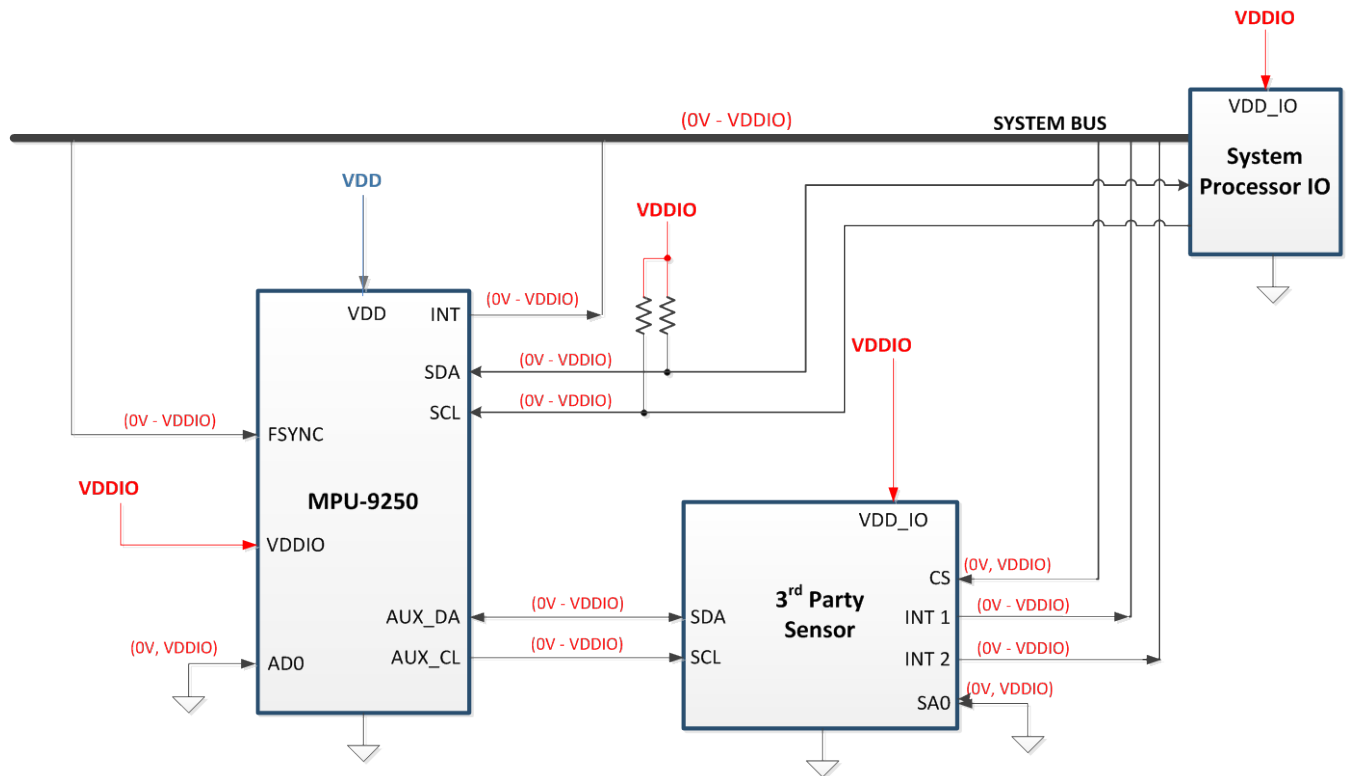 VDDIO
VDD_IO
System
Processor IO
(0V - VDDIO)
SYSTEM BUS
VDD
VDDIO
VDD
INT
(0V - VDDIO)
SDA
(0V - VDDIO)
SCL
(0V - VDDIO)
(0V - VDDIO)
FSYNC
VDDIO
VDDIO
MPU-9250
(0V, VDDIO)
AD0
AUX_DA
(0V - VDDIO)
AUX_CL
(0V - VDDIO)
VDDIO
VDD_IO
3rd Party
Sensor
SDA
SCL
CS
(0V, VDDIO)
INT 1
(0V - VDDIO)
INT 2
(0V - VDDIO)
SA0
(0V, VDDIO)